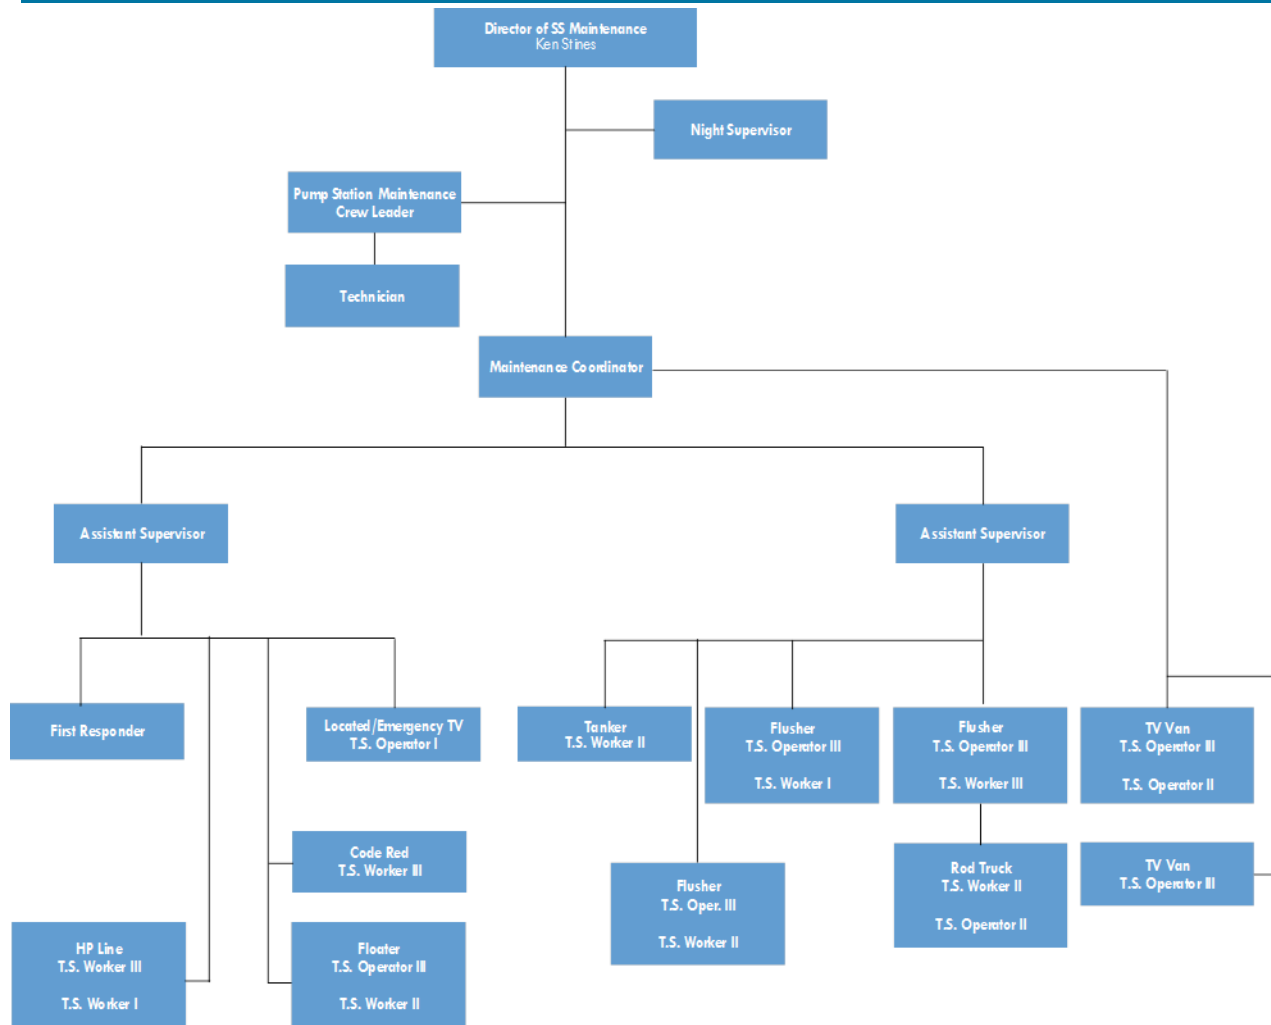 Director of SS Maintenance
Ken Stines
Night Supervisor
Pump Station Maintenance
Crew Leader
Technician
Maintenance Coordinator
Assistant Supervisor
Assistant Supervisor
First Responder
Located/Emergency TV
T.S. Operator I
Tanker
T.S. Worker II
Flusher
T.S. Operator III
T.S. Worker I
Flusher
T.S. Operator III
T.S. Worker III
TV Van
T.S. Operator III
T.S. Operator II
Code Red
T.S. Worker III
Flusher
T.S. Oper. III
T.S. Worker II
Rod Truck
T.S. Worker II
T.S. Operator II
TV Van
T.S. Operator III
HP Line
T.S. Worker III
T.S. Worker I
Floater
T.S. Operator III
T.S. Worker II